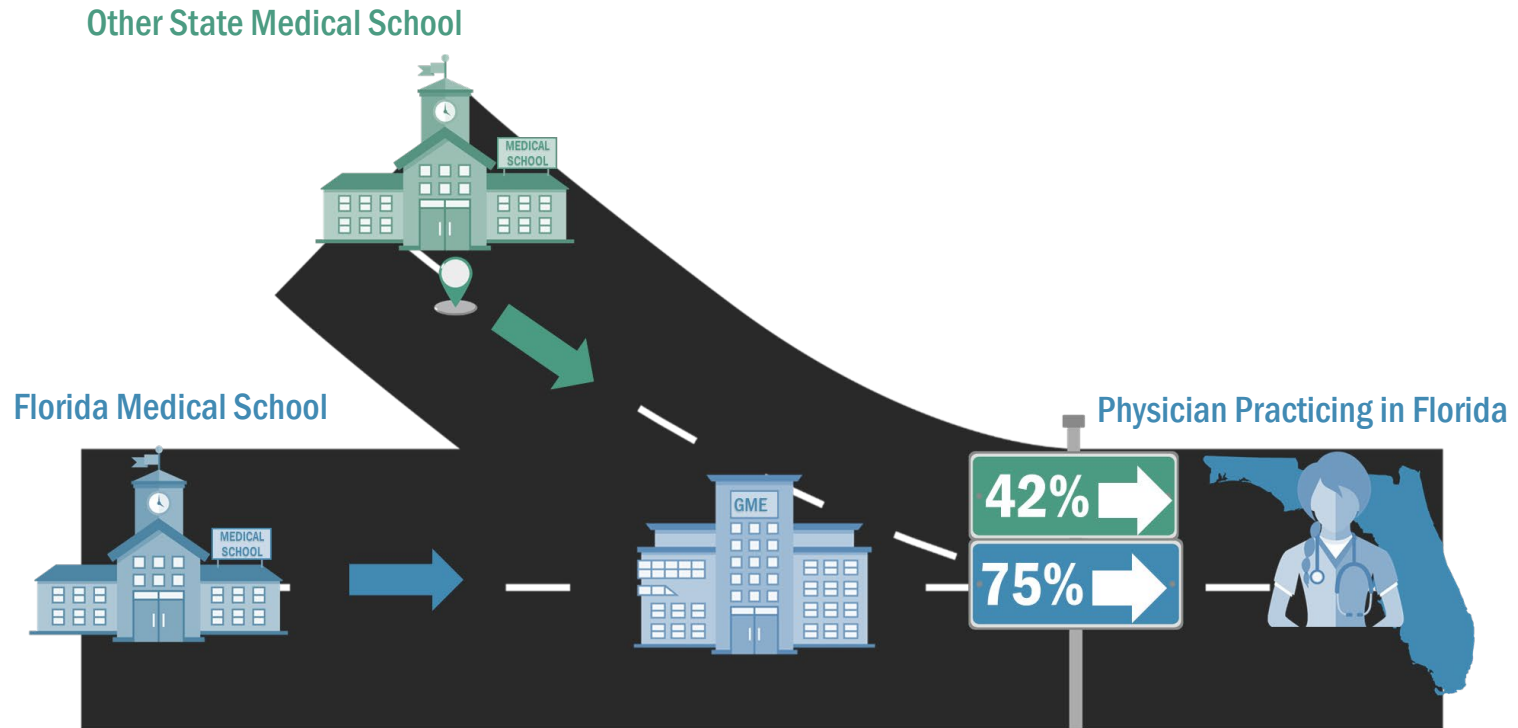 Other State Medical School
MEDICAL
SCHOOL
Florida Medical School
Physician Practicing in Florida
MEDICAL
SCHOOL
GME
42%
75%